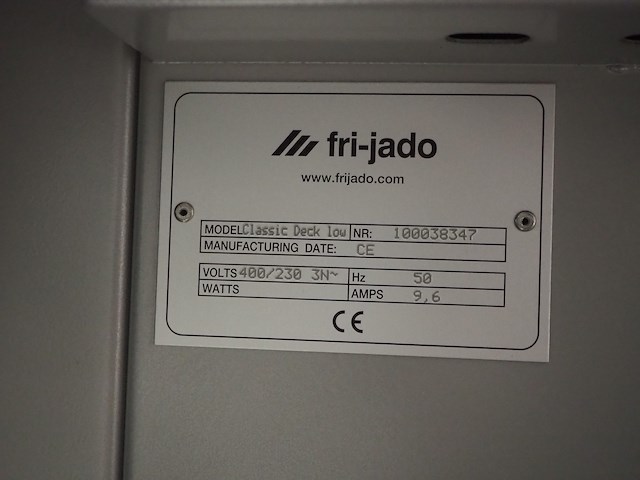 fri-jado
www.frijado.com
MODEL Classic Deck low NR: 100038347
MANUFACTURING DATE: CE
VOLTS 400/230 3N~ Hz 50
WATTS AMPS 9,6
CE